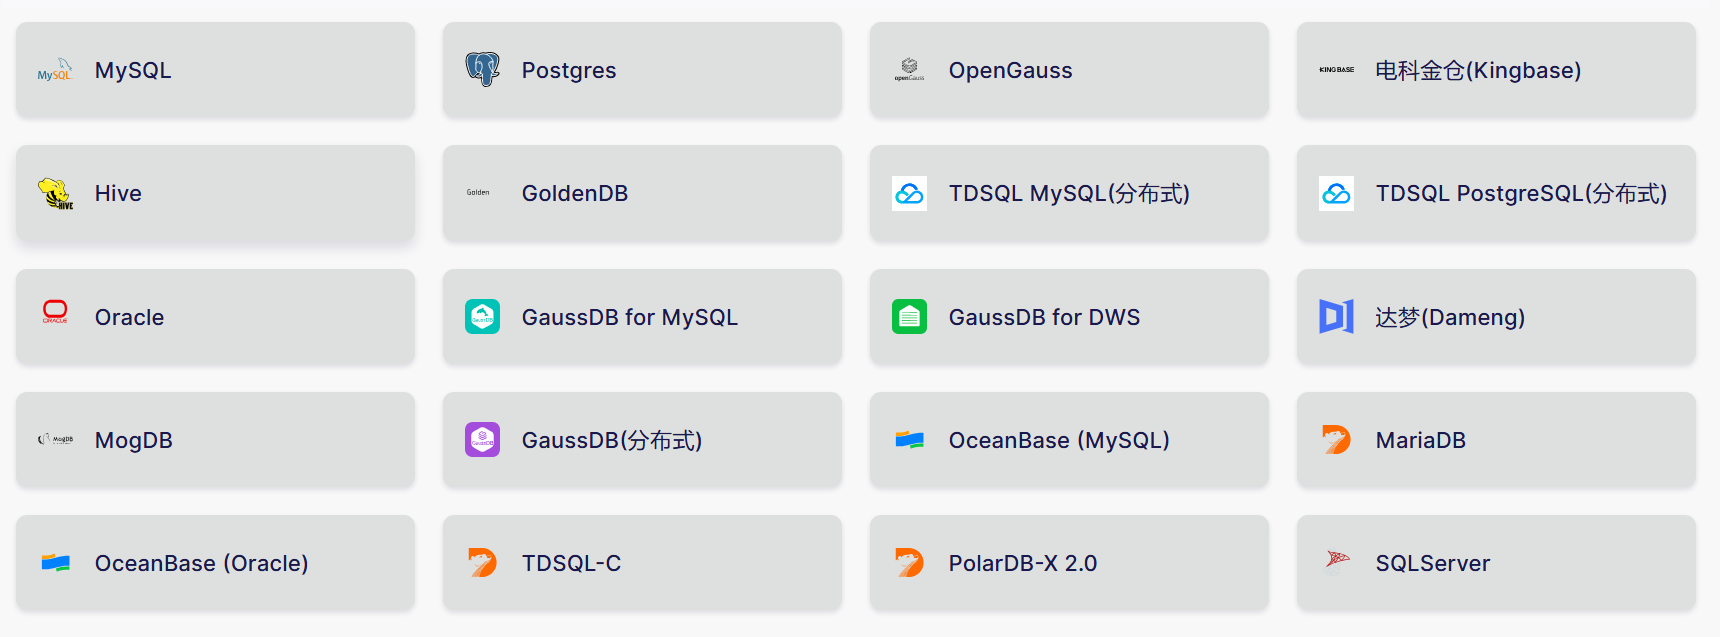 MySQL MySQL
Postgres
openGauss OpenGauss
KINGBASE 电科金仓(Kingbase)
HIVE Hive
Golden GoldenDB
TDSQL MySQL(分布式)
TDSQL PostgreSQL(分布式)
ORACLE Oracle
GaussDB GaussDB for MySQL
GaussDB for DWS
达梦(Dameng)
MogDB MogDB
GaussDB GaussDB(分布式)
OceanBase (MySQL)
MariaDB
OceanBase (Oracle)
TDSQL-C
PolarDB-X 2.0
SQLServer